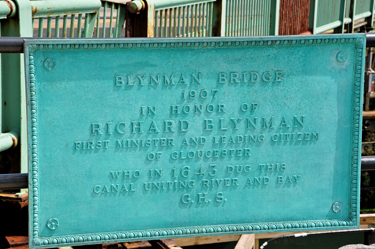 BLYNMAN BRIDGE
1907
IN HONOR OF
RICHARD BLYNMAN
FIRST MINISTER AND LEADING CITIZEN
OF GLOUCESTER
WHO IN 1643 DUG THIS
CANAL UNITING RIVER AND BAY
G.H.S.